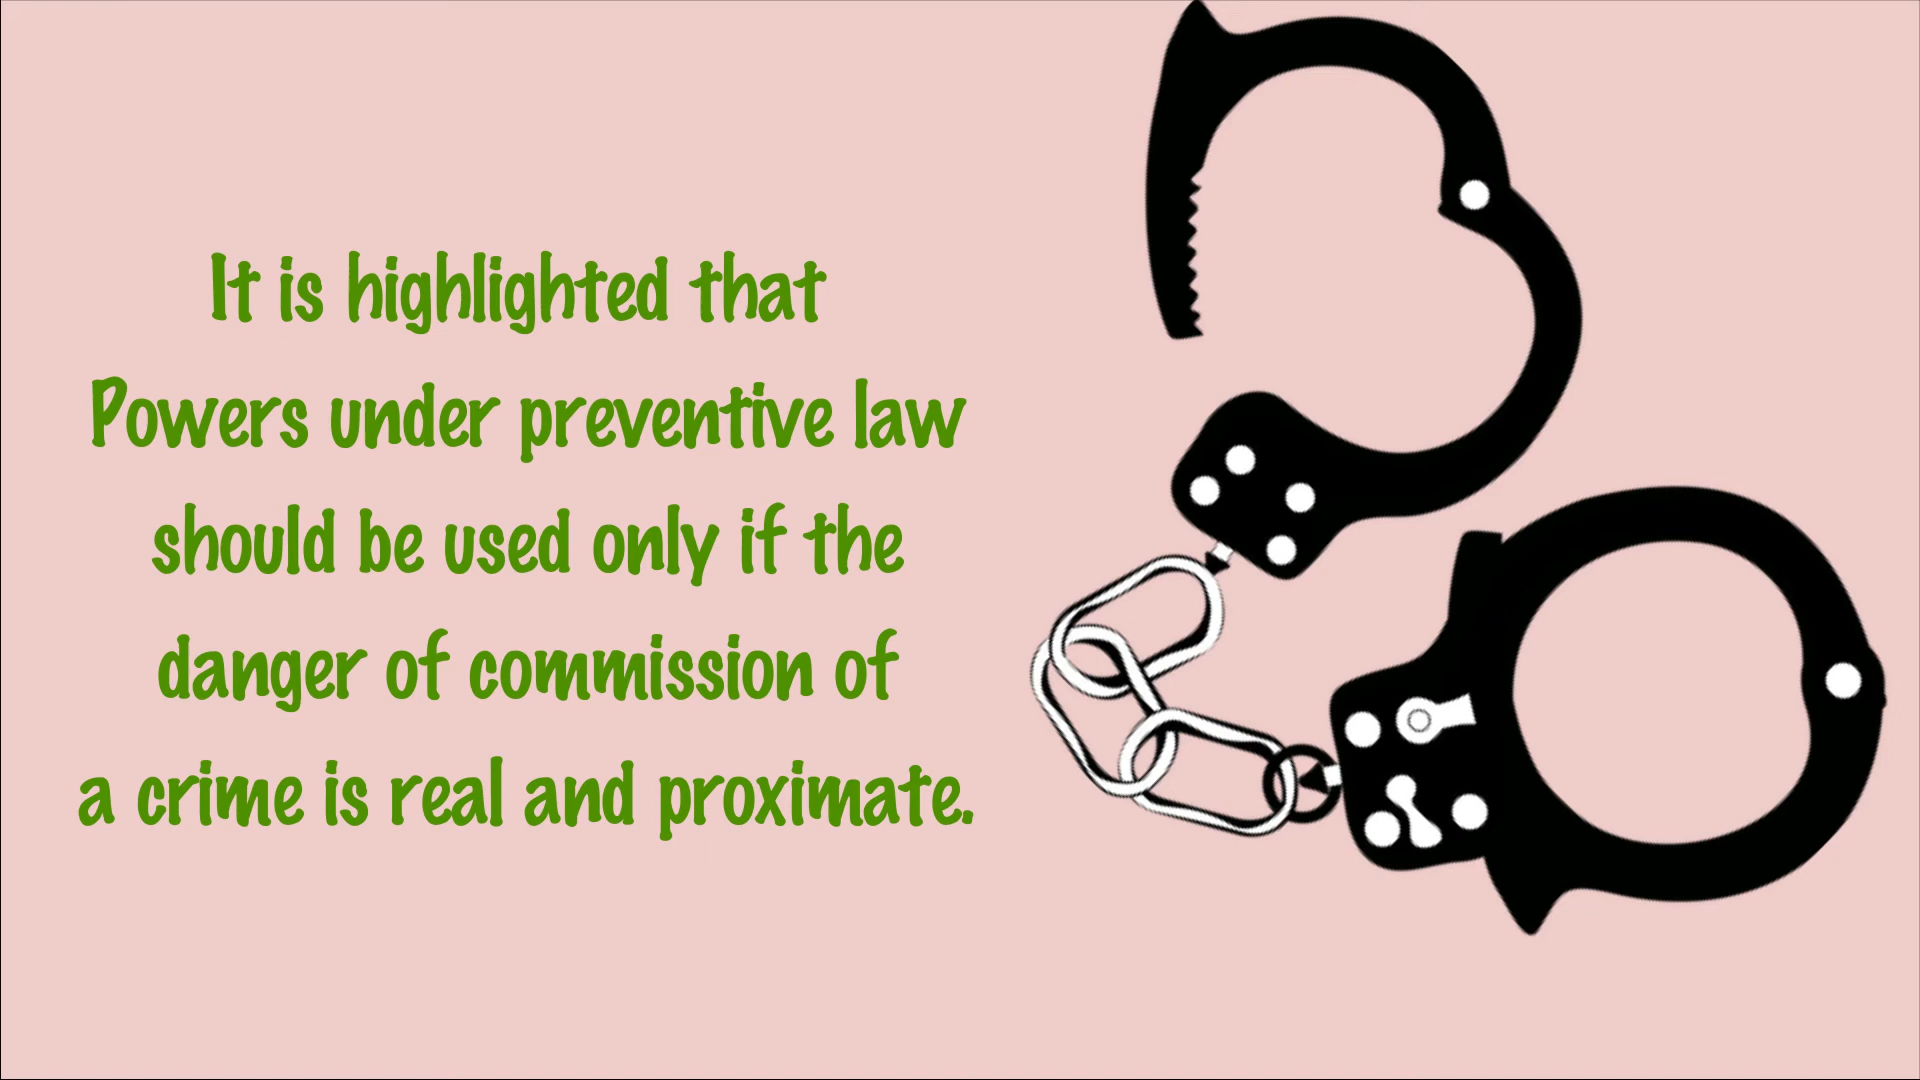 It is highlighted that
Powers under preventive law
should be used only if the
danger of commission of
a crime is real and proximate.